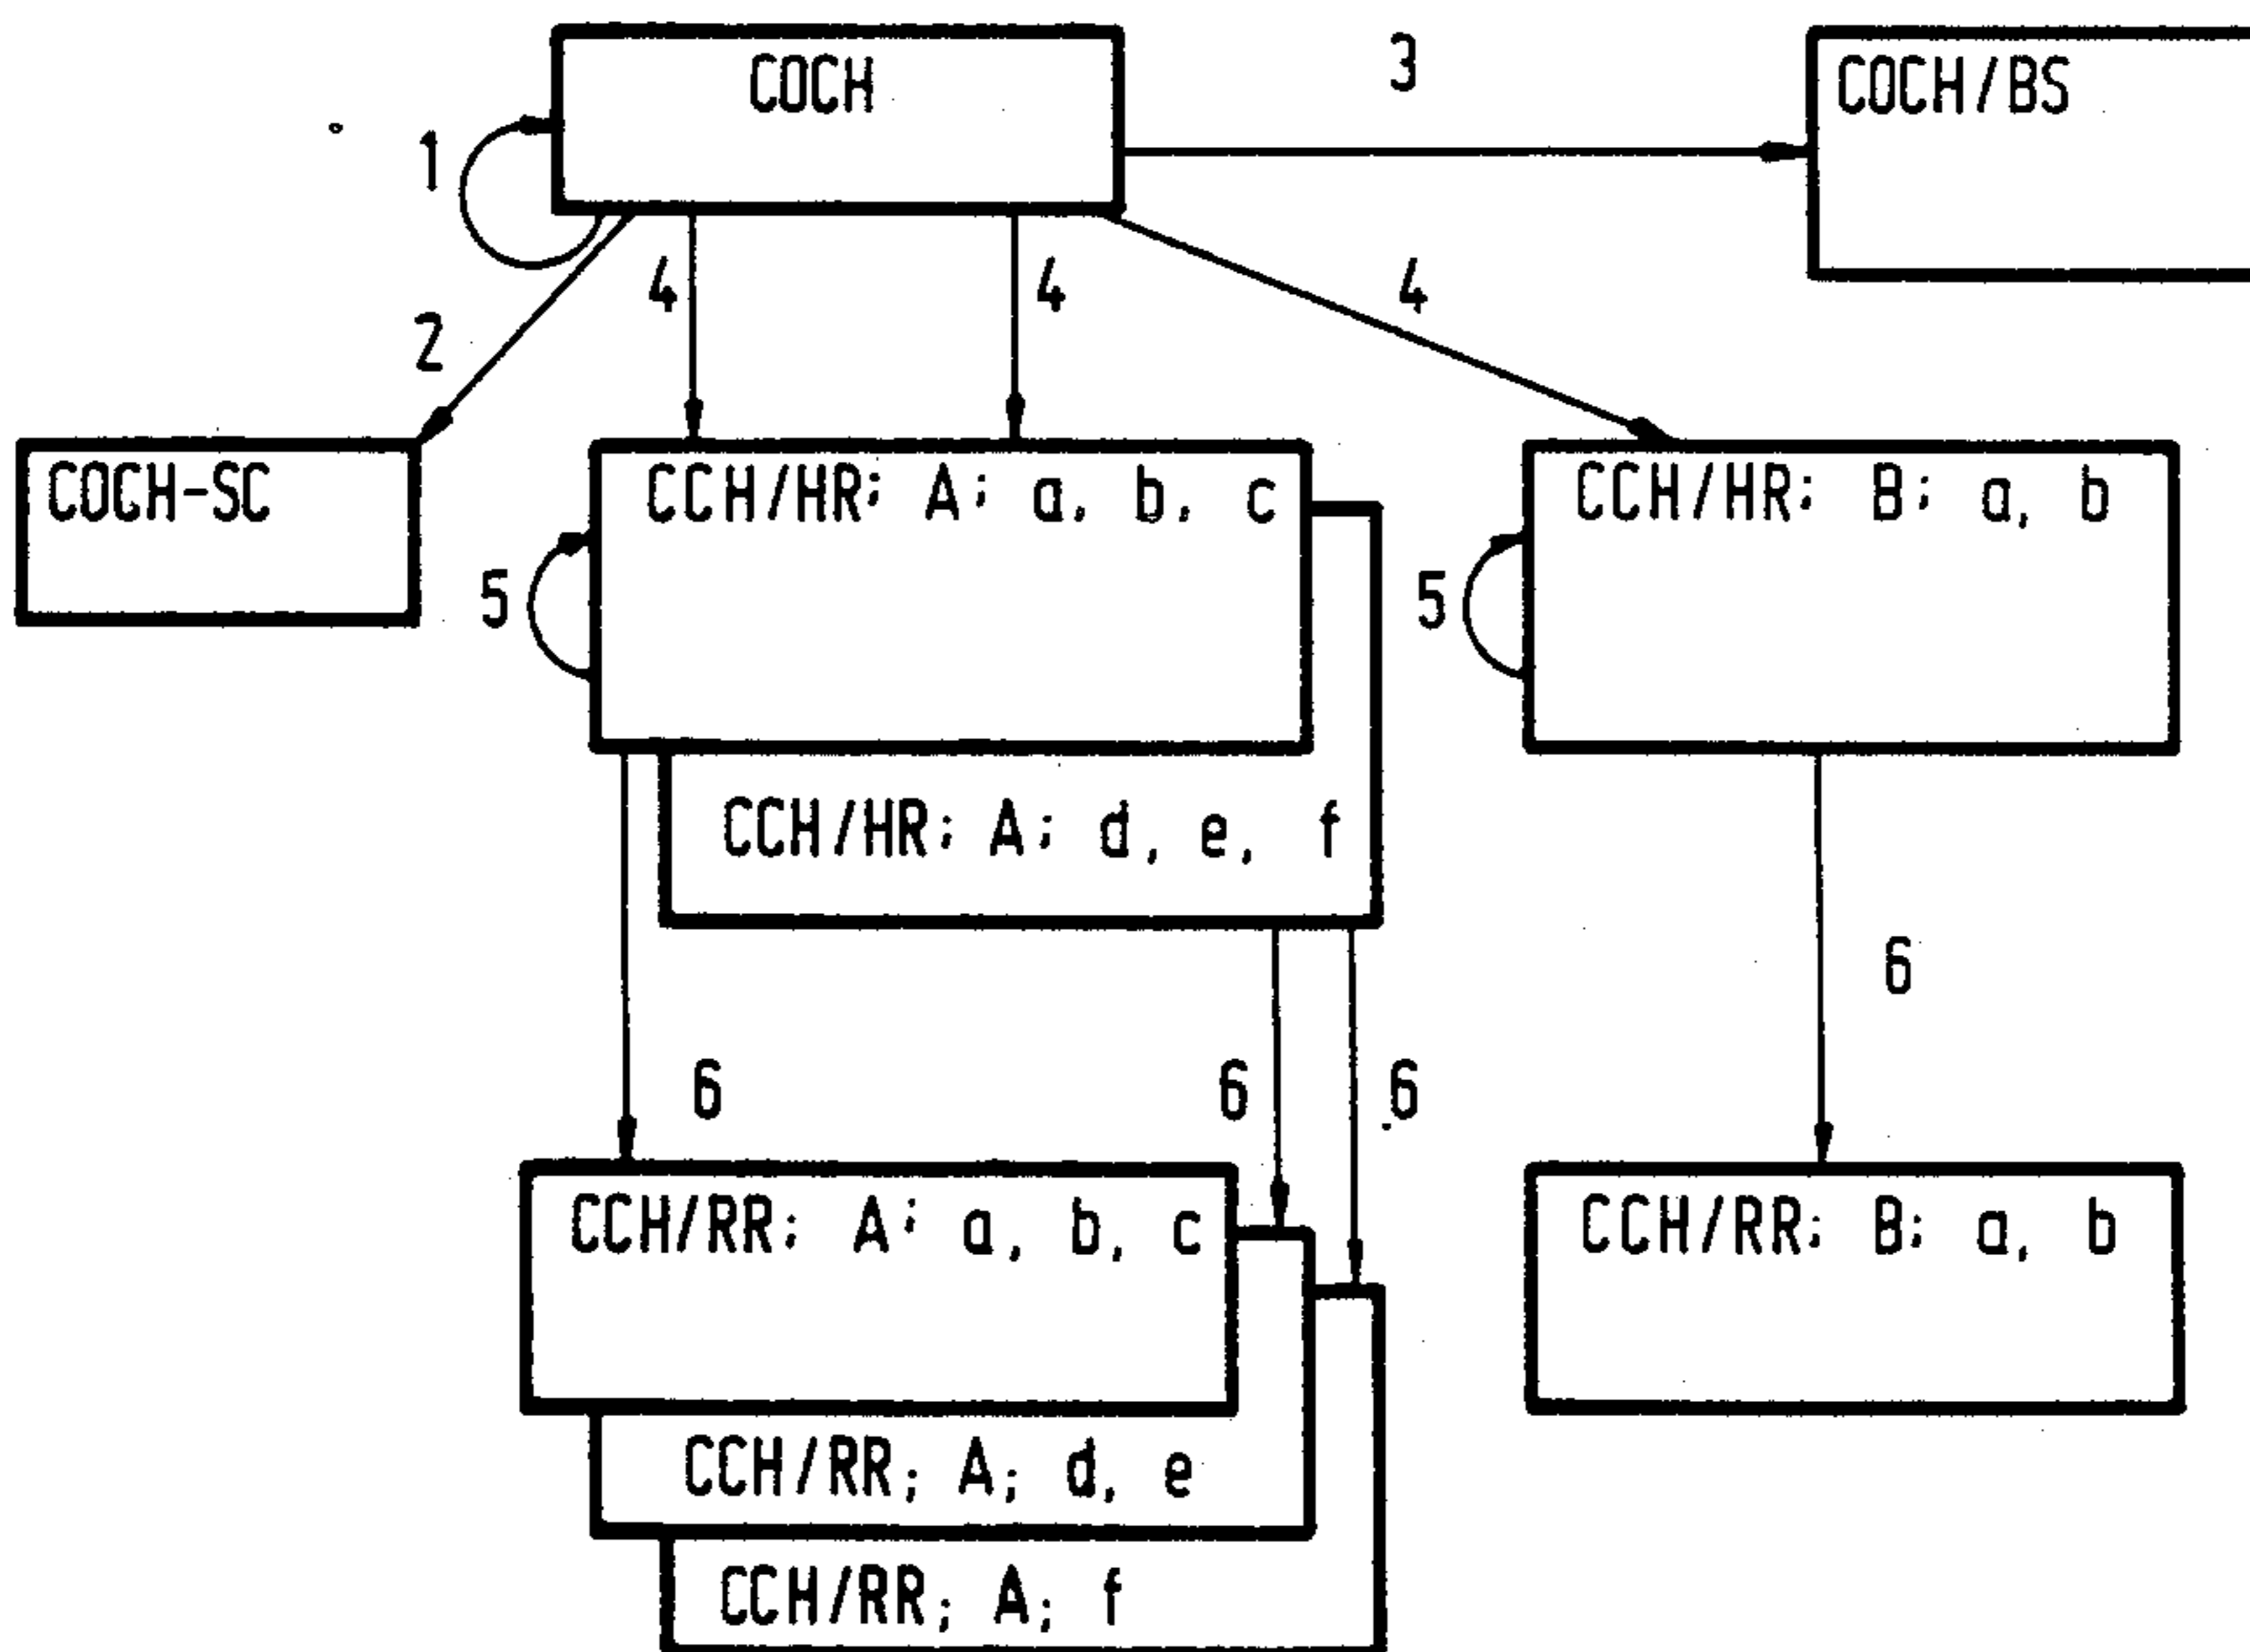 COCH
3
COCH/BS
1
4
4
4
2
COCH-SC
CCH/HR; A; a, b, c
CCH/HR; B; a, b
5
5
CCH/HR; A; d, e, f
6
6
6
6
CCH/RR; A; a, b, c
CCH/RR; B; a, b
CCH/RR; A; d, e
CCH/RR; A; f